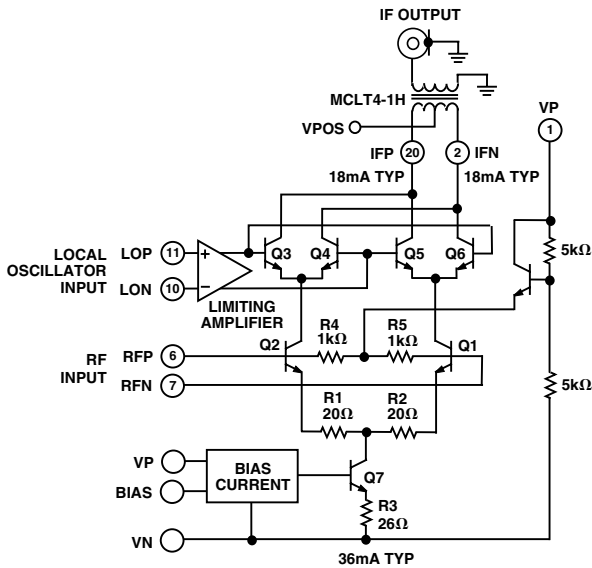 IF OUTPUT
MCLT4-1H
VPOS
VP
1
IFP
20
2
IFN
18mA TYP
18mA TYP
LOCAL
OSCILLATOR
INPUT
LOP
11
+
LON
10
–
LIMITING
AMPLIFIER
Q3
Q4
Q5
Q6
5kΩ
R4
1kΩ
R5
1kΩ
Q2
Q1
RF
INPUT
RFP
6
RFN
7
R1
20Ω
R2
20Ω
5kΩ
VP
BIAS
BIAS
CURRENT
Q7
R3
26Ω
VN
36mA TYP